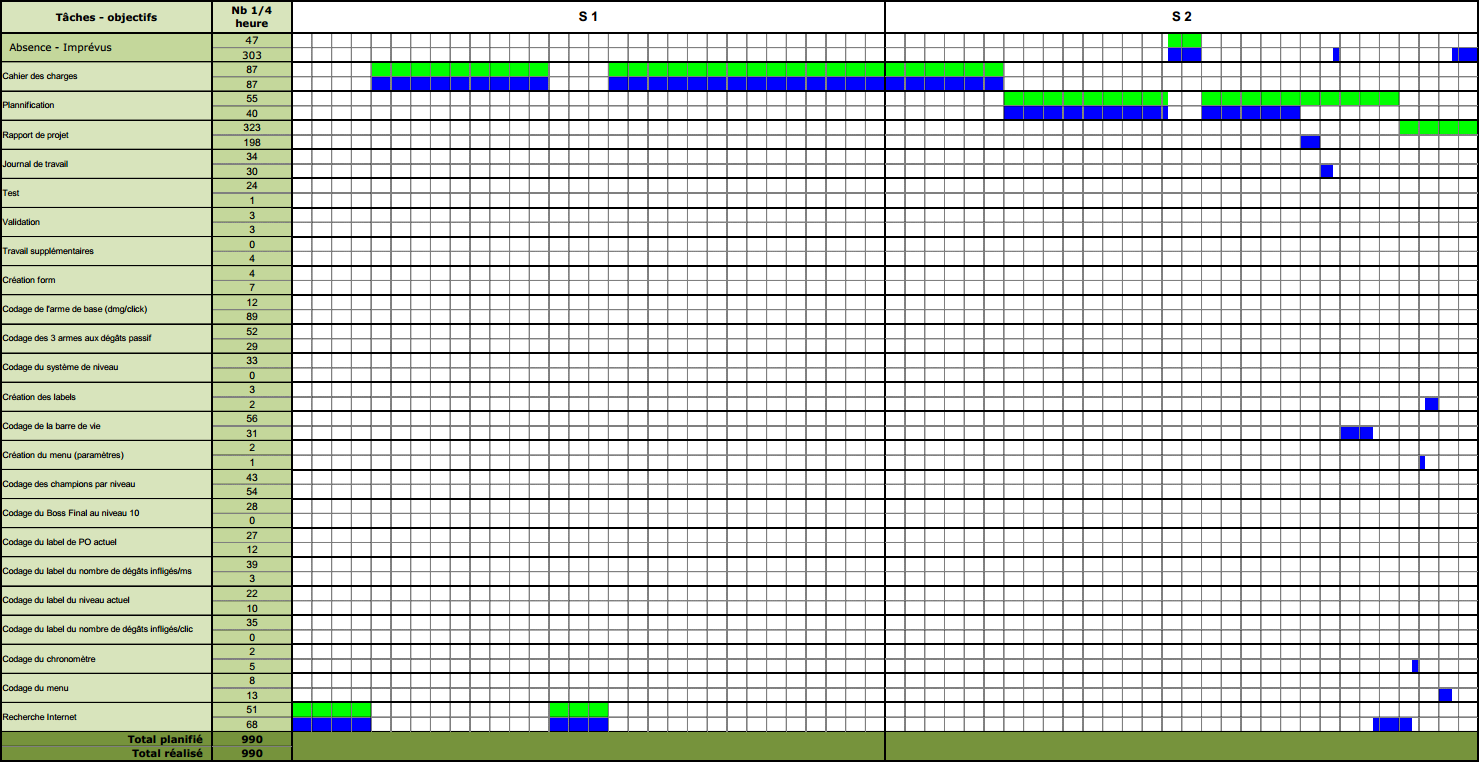 Tâches - objectifs
Nb 1/4
heure
S 1
S 2
Absence - Imprévus
47
303
Cahier des charges
87
87
Plannification
55
40
Rapport de projet
323
198
Journal de travail
34
30
Test
24
1
Validation
3
3
Travail supplémentaires
0
4
Création form
4
7
Codage de l'arme de base (dmg/click)
12
89
Codage des 3 armes aux dégâts passif
52
29
Codage du système de niveau
33
0
Création des labels
3
2
Codage de la barre de vie
56
31
Création du menu (paramètres)
2
1
Codage des champions par niveau
43
54
Codage du Boss Final au niveau 10
28
0
Codage du label de PO actuel
27
12
Codage du label du nombre de dégâts infligés/ms
39
3
Codage du label du niveau actuel
22
10
Codage du label du nombre de dégâts infligés/clic
35
0
Codage du chronomètre
2
5
Codage du menu
8
13
Recherche Internet
51
68
Total planifié 990
Total réalisé 990